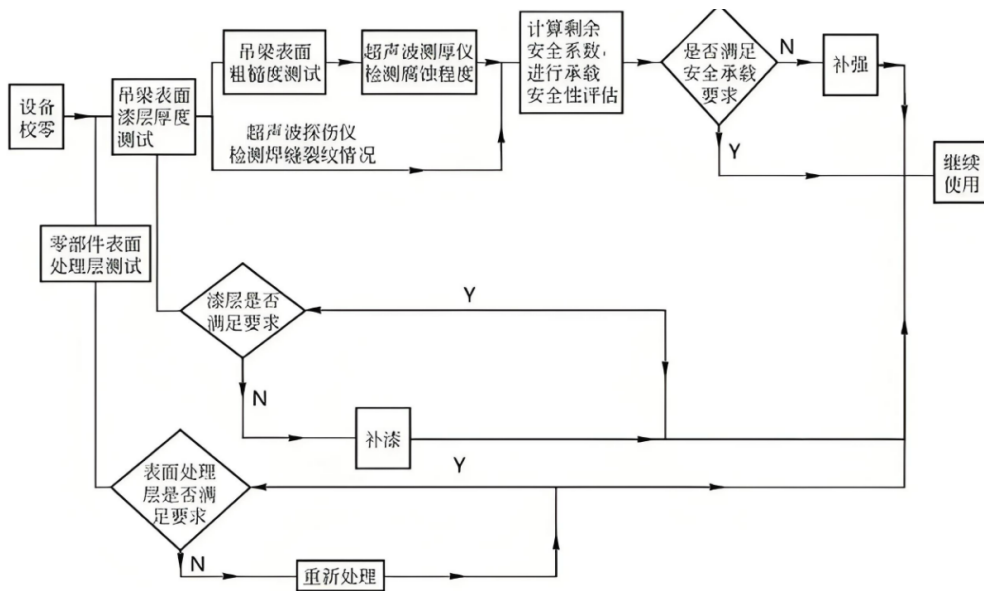 设备
校零
吊梁表面
漆层厚度
测试
吊梁表面
粗糙度测试
超声波测厚仪
检测腐蚀程度
超声波探伤仪
检测焊缝裂纹情况
计算剩余
安全系数,
进行承载
安全性评估
是否满足
安全承载
要求
N
补强
Y
继续
使用
零部件表面
处理层测试
漆层是否
满足要求
Y
N
补漆
表面处理
层是否满
足要求
Y
N
重新处理